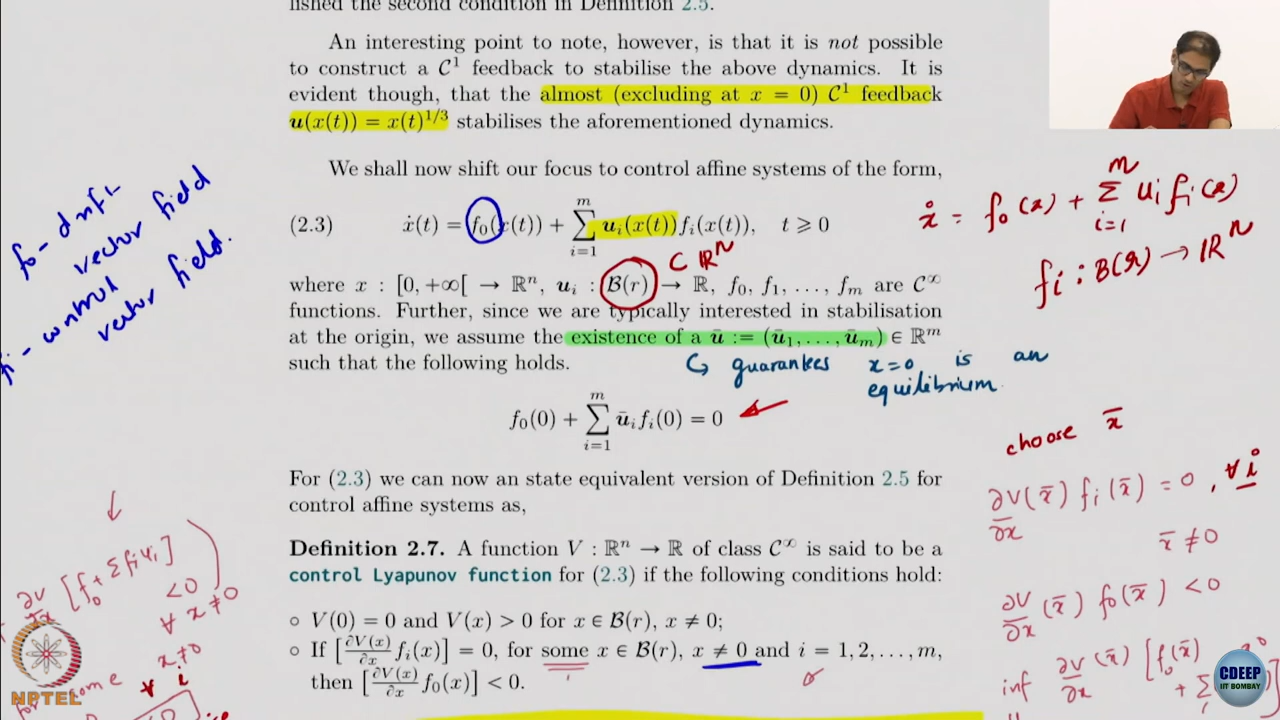 lished the second condition in Definition 2.5.
An interesting point to note, however, is that it is not possible
to construct a C¹ feedback to stabilise the above dynamics. It is
evident though, that the almost (excluding at x = 0) C¹ feedback
u(x(t)) = x(t)^{1/3} stabilises the aforementioned dynamics.
We shall now shift our focus to control affine systems of the form,
(2.3) ẋ(t) = f₀(x(t)) + ∑_{i=1}^{m} u_i(x(t))f_i(x(t)), t ⩾ 0
⊂ ℝⁿ
where x : [0, +∞[ → ℝⁿ, u_i : B(r) → ℝ, f₀, f₁, . . . , f_m are C^∞
functions. Further, since we are typically interested in stabilisation
at the origin, we assume the existence of a ū := (ū₁, . . . , ū_m) ∈ ℝ^m
such that the following holds.
↳ guarantees x=0 is an
equilibrium
f₀(0) + ∑_{i=1}^{m} ū_i f_i(0) = 0
For (2.3) we can now an state equivalent version of Definition 2.5 for
control affine systems as,
Definition 2.7. A function V : ℝⁿ → ℝ of class C^∞ is said to be a
control Lyapunov function for (2.3) if the following conditions hold:
○ V(0) = 0 and V(x) > 0 for x ∈ B(r), x ≠ 0;
○ If [∂V(x)/∂x f_i(x)] = 0, for some x ∈ B(r), x ≠ 0 and i = 1, 2, . . . , m,
then [∂V(x)/∂x f₀(x)] < 0.
f₀ - drift
vector field
f_i - control
vector field.
∂V/∂x [f₀ + Σf_i u_i]
<0
∀ x≠0
x≠0
∀ i
ẋ = f₀(x) + Σ_{i=1}^{m} u_i f_i(x)
f_i : B(r) → ℝⁿ
choose x̄
∂V(x̄)/∂x f_i(x̄) = 0, ∀ i
x̄ ≠ 0
∂V/∂x (x̄) f₀(x̄) < 0
inf ∂V/∂x (x̄) [f₀(x̄)
+ Σ
NPTEL
CDEEP
IIT BOMBAY